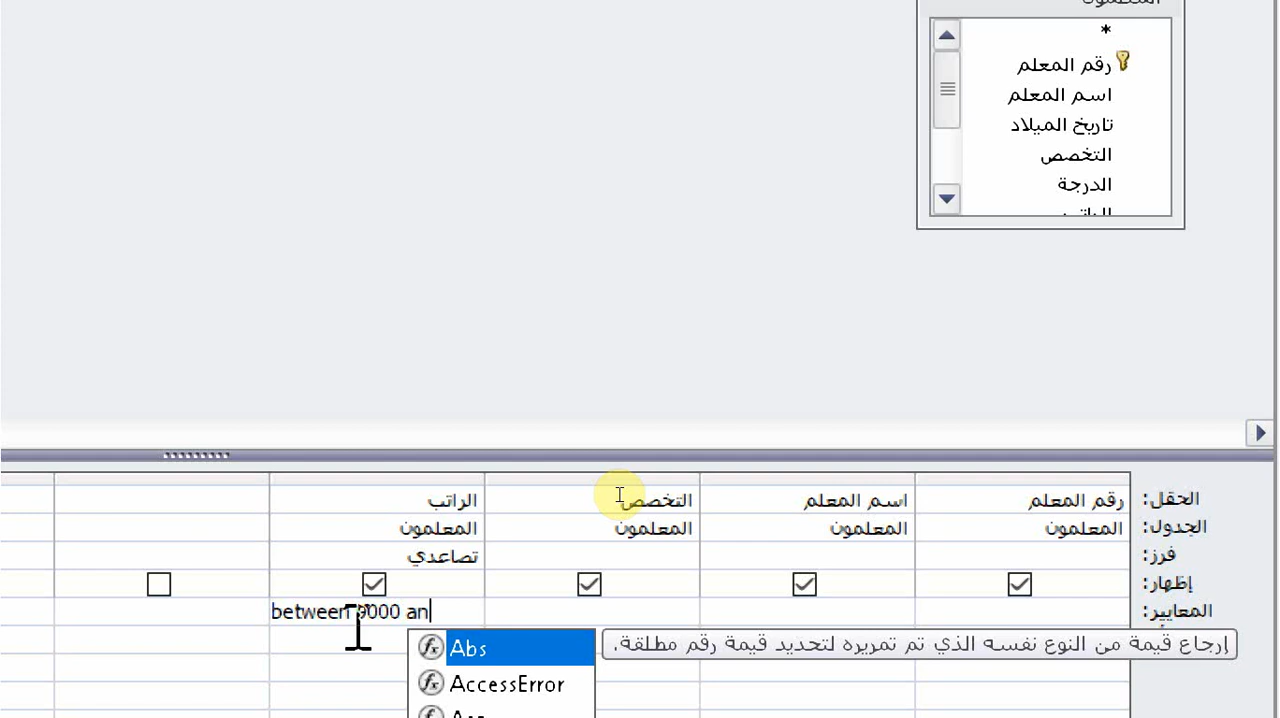 *
رقم المعلم
اسم المعلم
تاريخ الميلاد
التخصص
الدرجة
الحقل: رقم المعلم اسم المعلم التخصص الراتب
الجدول: المعلمون المعلمون المعلمون المعلمون
فرز: تصاعدي
إظهار:
المعايير: between 9000 an
Abs
إرجاع قيمة من النوع نفسه الذي تم تمريره لتحديد قيمة رقم مطلقة.
AccessError